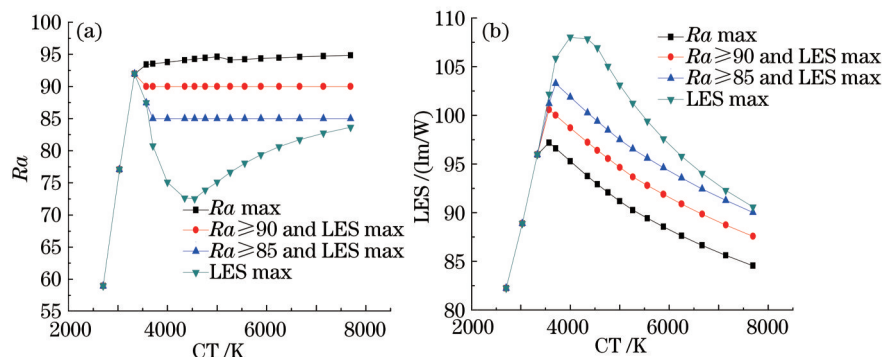 (a)
100
95
90
85
80
75
70
65
60
55
Ra
Ra max
Ra≥90 and LES max
Ra≥85 and LES max
LES max
2000 4000 6000 8000
CT /K
(b)
110
105
100
95
90
85
80
LES /(lm/W)
Ra max
Ra≥90 and LES max
Ra≥85 and LES max
LES max
2000 4000 6000 8000
CT /K